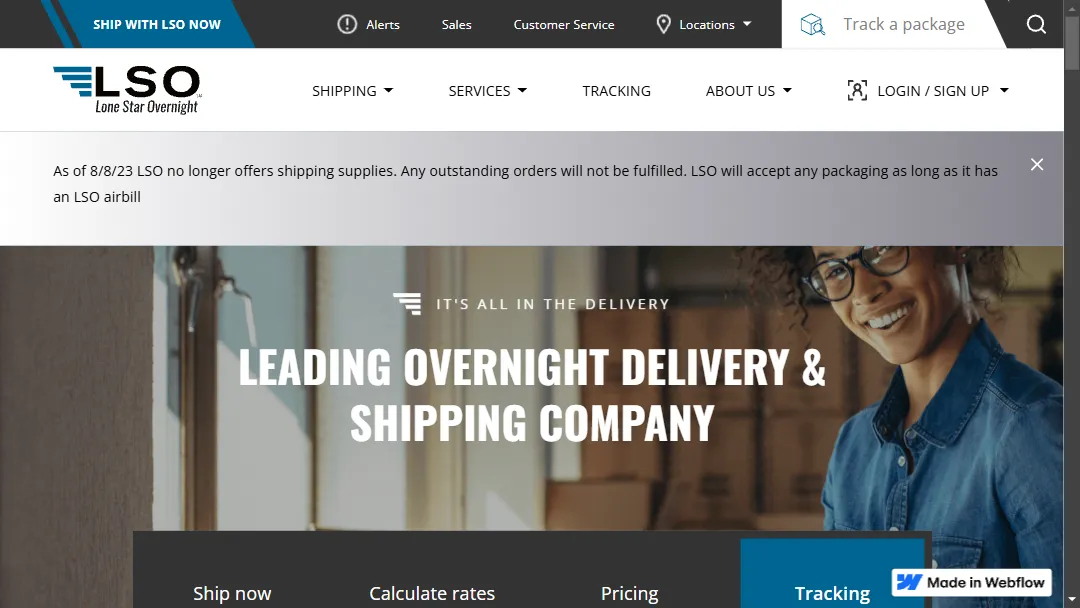 SHIP WITH LSO NOW
Alerts
Sales
Customer Service
Locations
Track a package
LSO
Lone Star Overnight
SHIPPING
SERVICES
TRACKING
ABOUT US
LOGIN / SIGN UP
As of 8/8/23 LSO no longer offers shipping supplies. Any outstanding orders will not be fulfilled. LSO will accept any packaging as long as it has
an LSO airbill
IT'S ALL IN THE DELIVERY
LEADING OVERNIGHT DELIVERY &
SHIPPING COMPANY
Ship now
Calculate rates
Pricing
Tracking
Made in Webflow